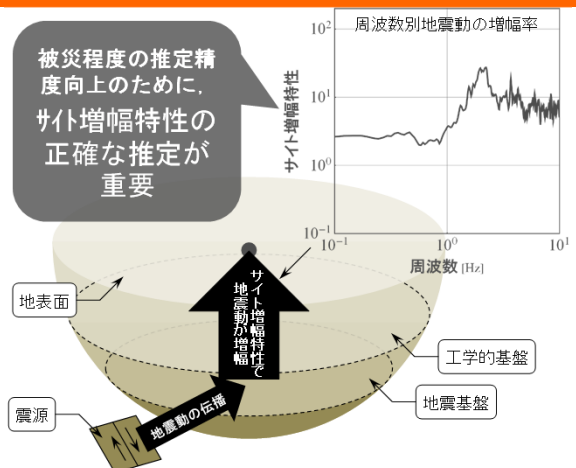 被災程度の推定精
度向上のために，
サイト増幅特性の
正確な推定が
重要
周波数別地震動の増幅率
サイト増幅特性
10²
10¹
10⁰
10⁻¹
10⁻¹
10⁰
10¹
周波数 [Hz]
サイト増幅特性で
地震動が増幅
地表面
工学的基盤
地震基盤
震源
地震動の伝播